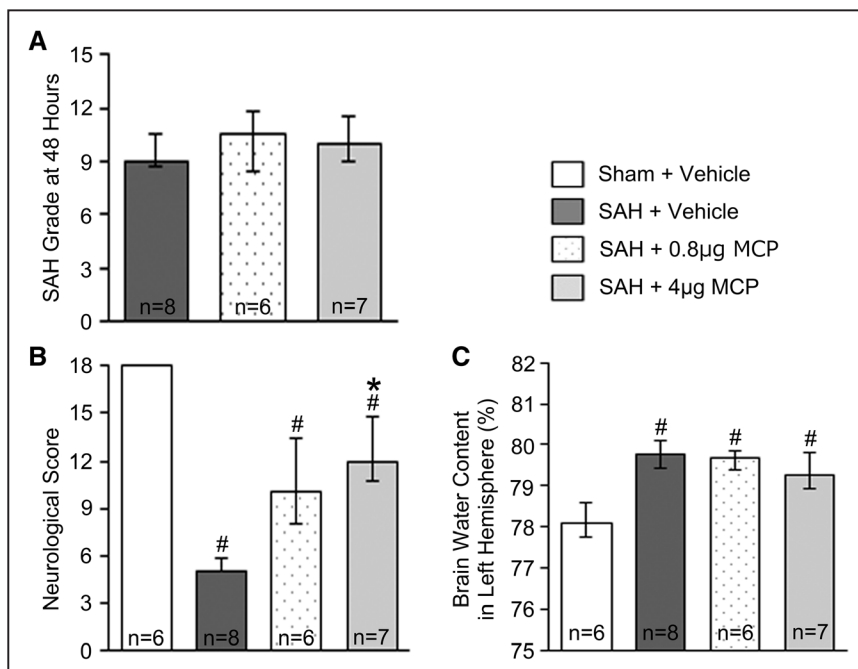 A
SAH Grade at 48 Hours
15
12
9
6
3
0
n=8
n=6
n=7
Sham + Vehicle
SAH + Vehicle
SAH + 0.8µg MCP
SAH + 4µg MCP
B
Neurological Score
18
12
9
6
3
0
#
#
*
#
n=6
n=8
n=6
n=7
C
Brain Water Content
in Left Hemisphere (%)
82
81
80
79
78
77
76
75
#
#
#
n=6
n=8
n=6
n=7